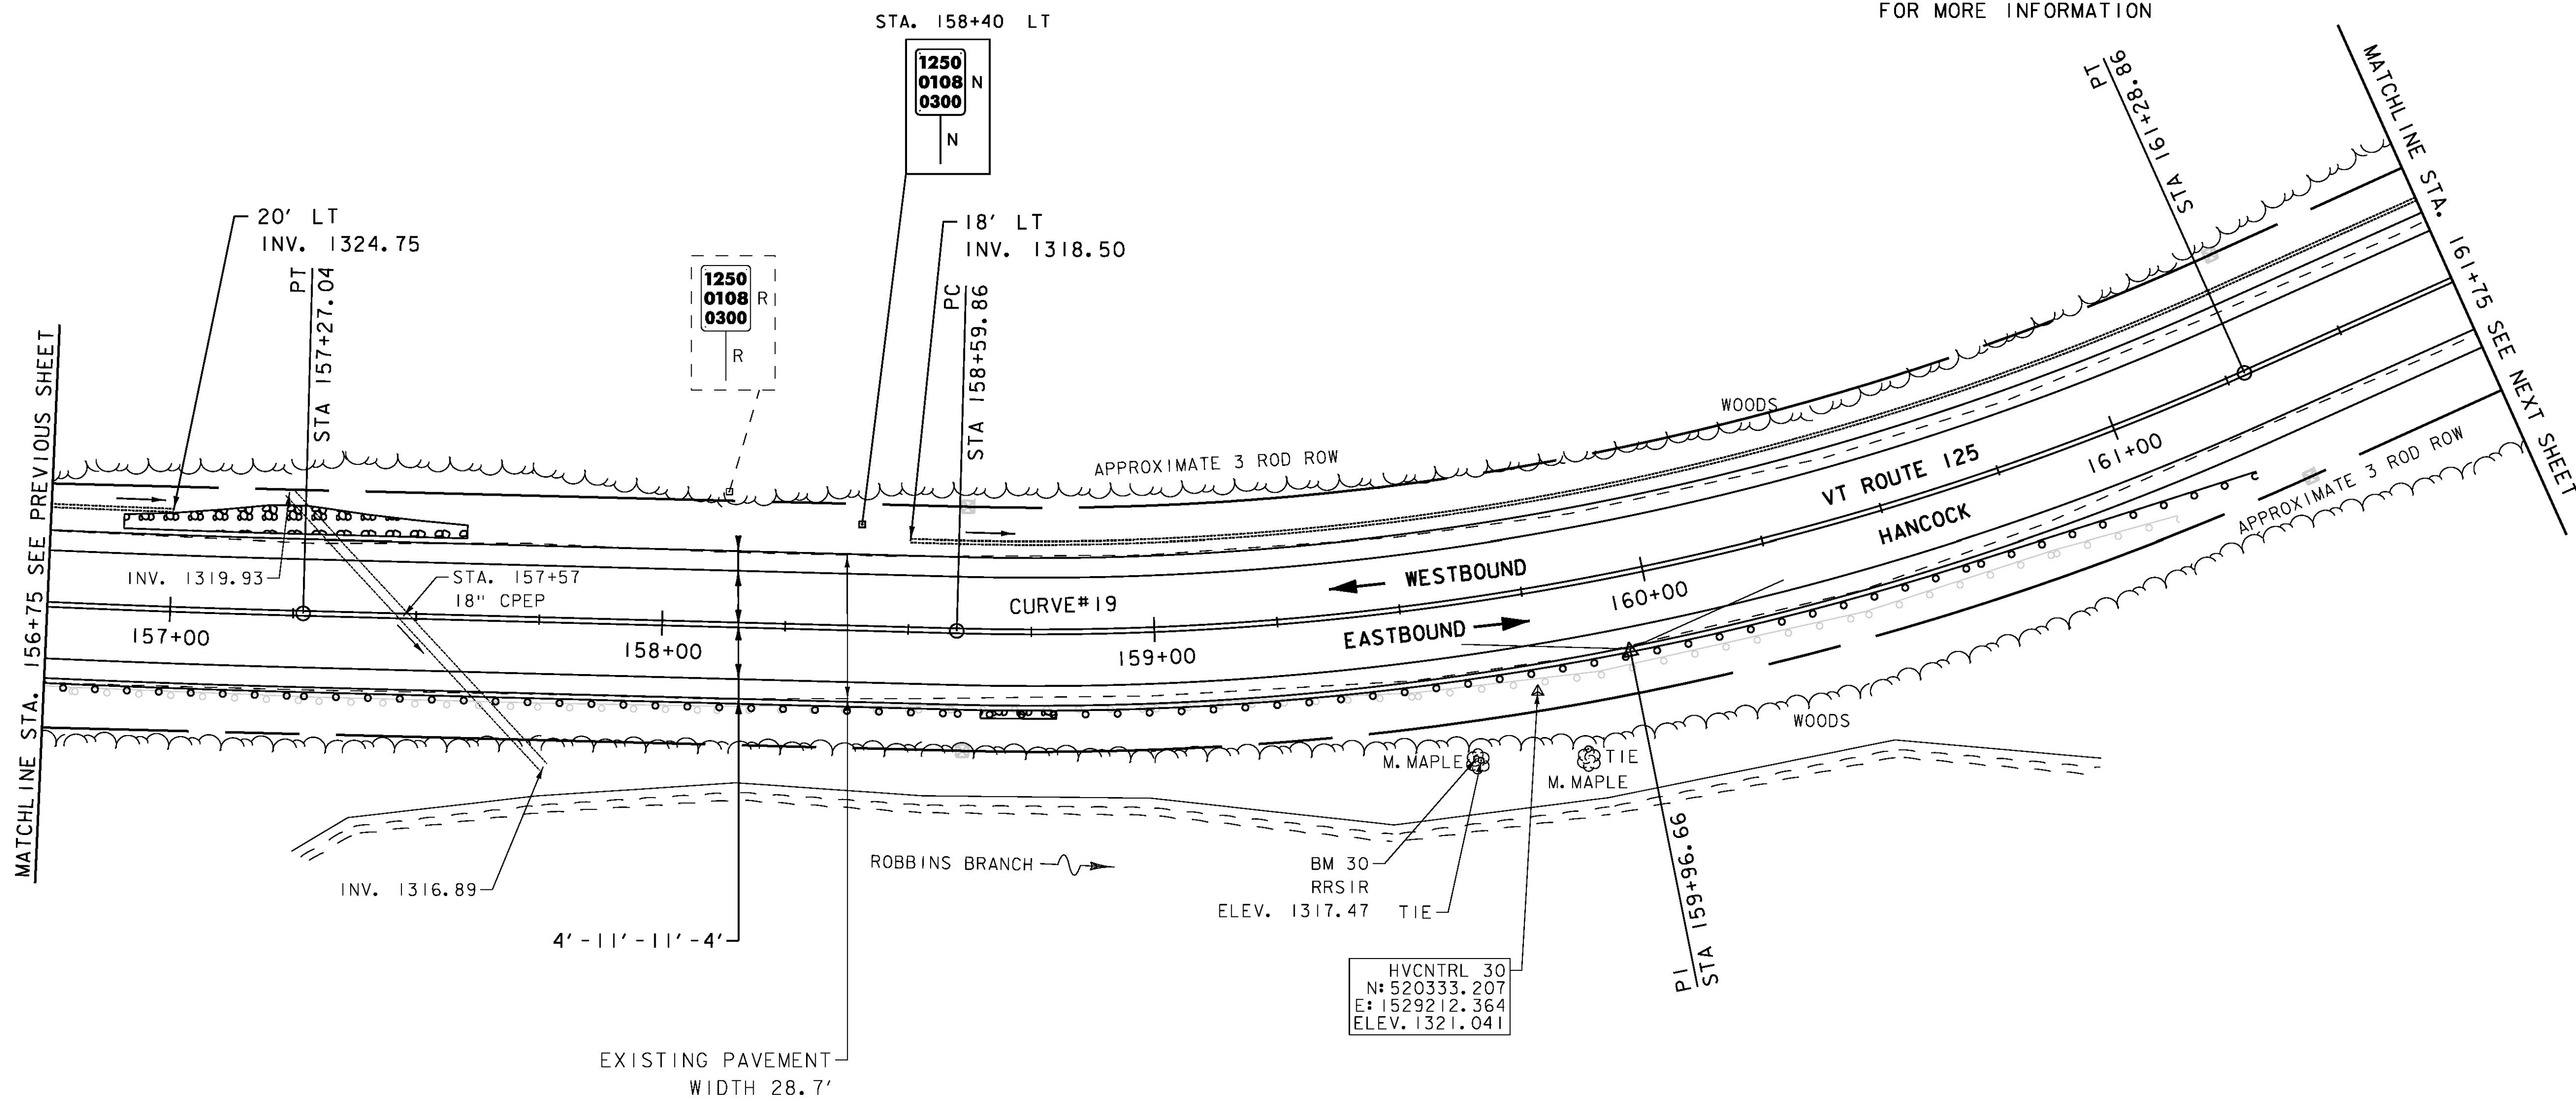 FOR MORE INFORMATION
STA. 158+40 LT
1250
0108 N
0300
N
PT
STA 161+28.86
MATCHLINE STA. 161+75 SEE NEXT SHEET
20' LT
INV. 1324.75
18' LT
INV. 1318.50
1250
0108 R
0300
R
PT
STA 157+27.04
PC
STA 158+59.86
MATCHLINE STA. 156+75 SEE PREVIOUS SHEET
WOODS
APPROXIMATE 3 ROD ROW
VT ROUTE 125
HANCOCK
161+00
APPROXIMATE 3 ROD ROW
INV. 1319.93
STA. 157+57
18" CPEP
WESTBOUND
CURVE#19
160+00
EASTBOUND
157+00
158+00
159+00
WOODS
M.MAPLE
TIE
M.MAPLE
ROBBINS BRANCH
BM 30
RRSIR
ELEV. 1317.47
TIE
INV. 1316.89
PI
STA 159+96.66
4'-11'-11'-4'
HVCNTRL 30
N:520333.207
E:1529212.364
ELEV.1321.041
EXISTING PAVEMENT
WIDTH 28.7'